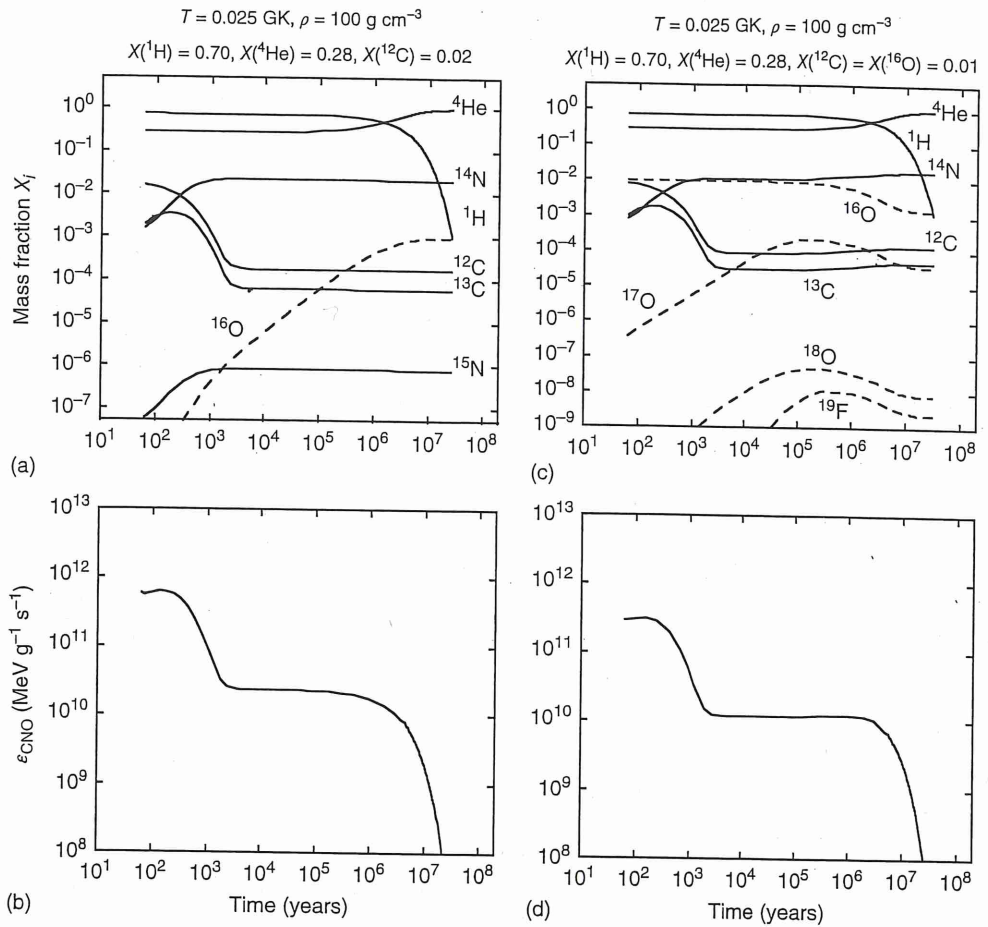 T = 0.025 GK, ρ = 100 g cm⁻³
X(¹H) = 0.70, X(⁴He) = 0.28, X(¹²C) = 0.02
Mass fraction Xᵢ
10⁰
10⁻¹
10⁻²
10⁻³
10⁻⁴
10⁻⁵
10⁻⁶
10⁻⁷
⁴He
¹⁴N
¹H
¹²C
¹³C
¹⁶O
¹⁵N
10¹ 10² 10³ 10⁴ 10⁵ 10⁶ 10⁷ 10⁸
(a)
T = 0.025 GK, ρ = 100 g cm⁻³
X(¹H) = 0.70, X(⁴He) = 0.28, X(¹²C) = X(¹⁶O) = 0.01
10⁰
10⁻¹
10⁻²
10⁻³
10⁻⁴
10⁻⁵
10⁻⁶
10⁻⁷
10⁻⁸
10⁻⁹
⁴He
¹H
¹⁴N
¹⁶O
¹²C
¹³C
¹⁷O
¹⁸O
¹⁹F
10¹ 10² 10³ 10⁴ 10⁵ 10⁶ 10⁷ 10⁸
(c)
ε_CNO (MeV g⁻¹ s⁻¹)
10¹³
10¹²
10¹¹
10¹⁰
10⁹
10⁸
10¹ 10² 10³ 10⁴ 10⁵ 10⁶ 10⁷ 10⁸
(b)
Time (years)
10¹³
10¹²
10¹¹
10¹⁰
10⁹
10⁸
10¹ 10² 10³ 10⁴ 10⁵ 10⁶ 10⁷ 10⁸
(d)
Time (years)